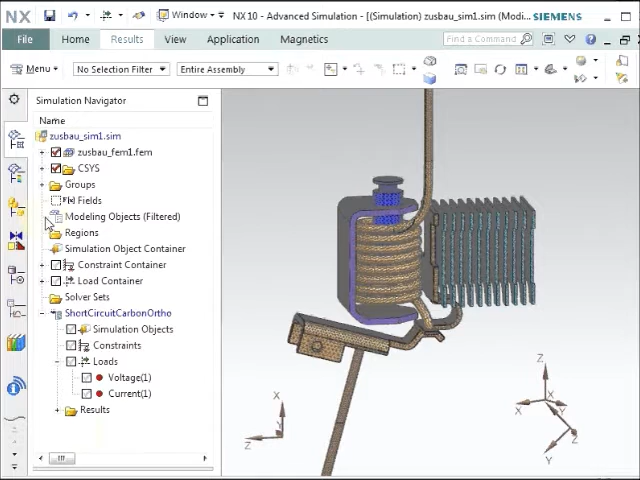 NX
Window
NX 10 - Advanced Simulation - [(Simulation) zusbau_sim1.sim (Modi...
SIEMENS
File
Home
Results
View
Application
Magnetics
Find a Command
Menu
No Selection Filter
Entire Assembly
Simulation Navigator
Name
zusbau_sim1.sim
zusbau_fem1.fem
CSYS
Groups
Fields
Modeling Objects (Filtered)
Regions
Simulation Object Container
Constraint Container
Load Container
Solver Sets
ShortCircuitCarbonOrtho
Simulation Objects
Constraints
Loads
Voltage(1)
Current(1)
Results
X
Y
Z
Z
X
X
Y
Z
Y